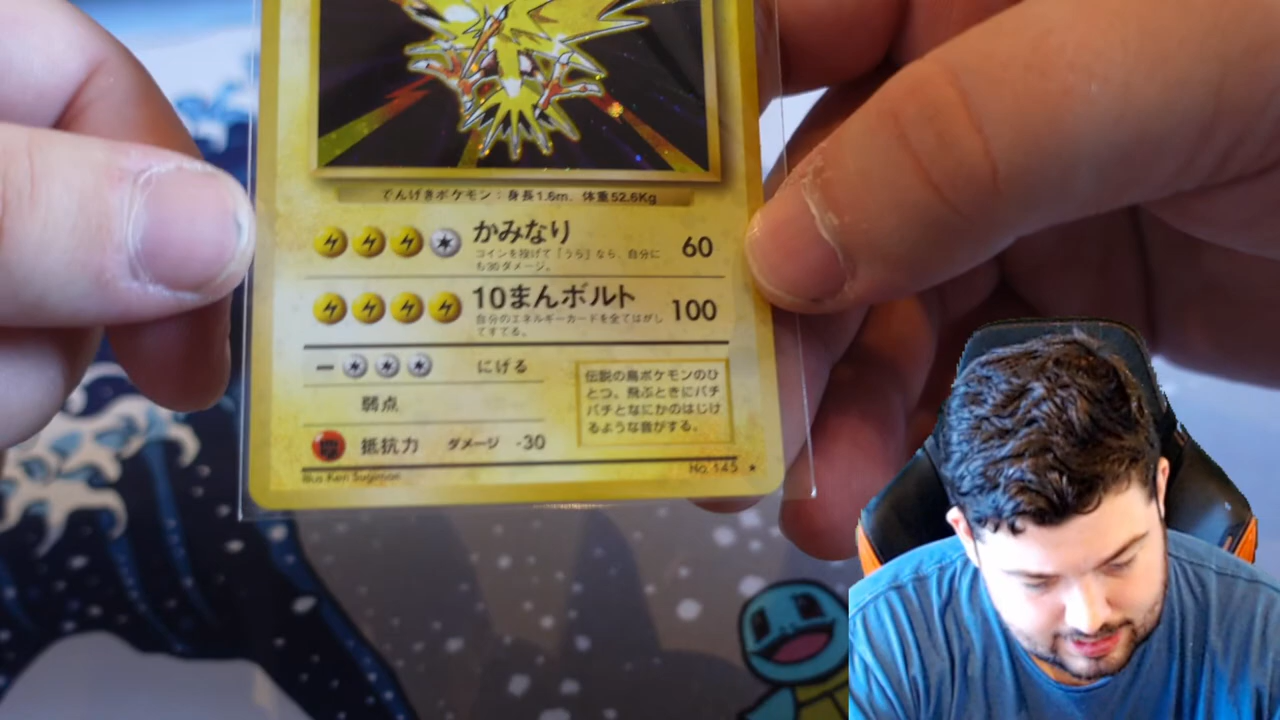 でんげきポケモン：身長1.6m、体重52.6Kg
かみなり 60
コインを投げて「うら」なら、自分に
も30ダメージ。
10まんボルト 100
自分のエネルギーカードを全てはがし
てすてる。
にげる
弱点
抵抗力 ダメージ -30
伝説の鳥ポケモンのひ
とつ。飛ぶときにパチ
パチとなにかのはじけ
るような音がする。
Illus.Ken Sugimori
No.145 ★